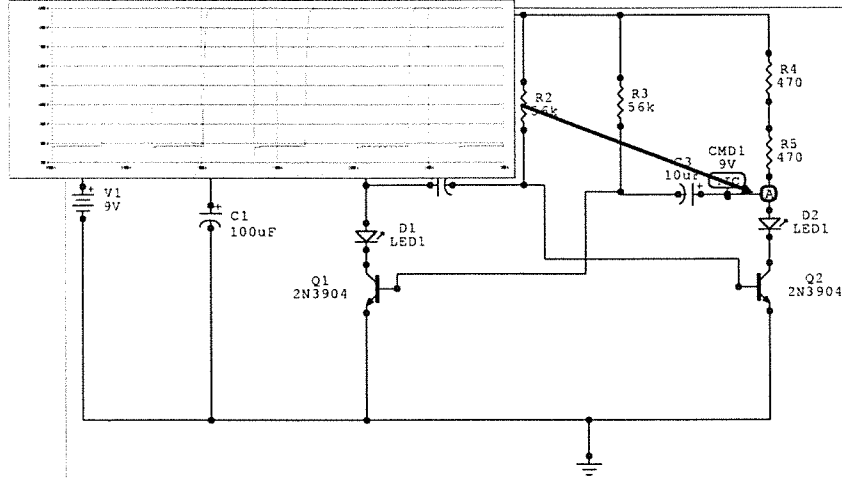 R2
56k
R3
56k
R4
470
R5
470
C3
10uF
CMD1
9V
.IC
A
V1
9V
C1
100uF
D1
LED1
D2
LED1
Q1
2N3904
Q2
2N3904